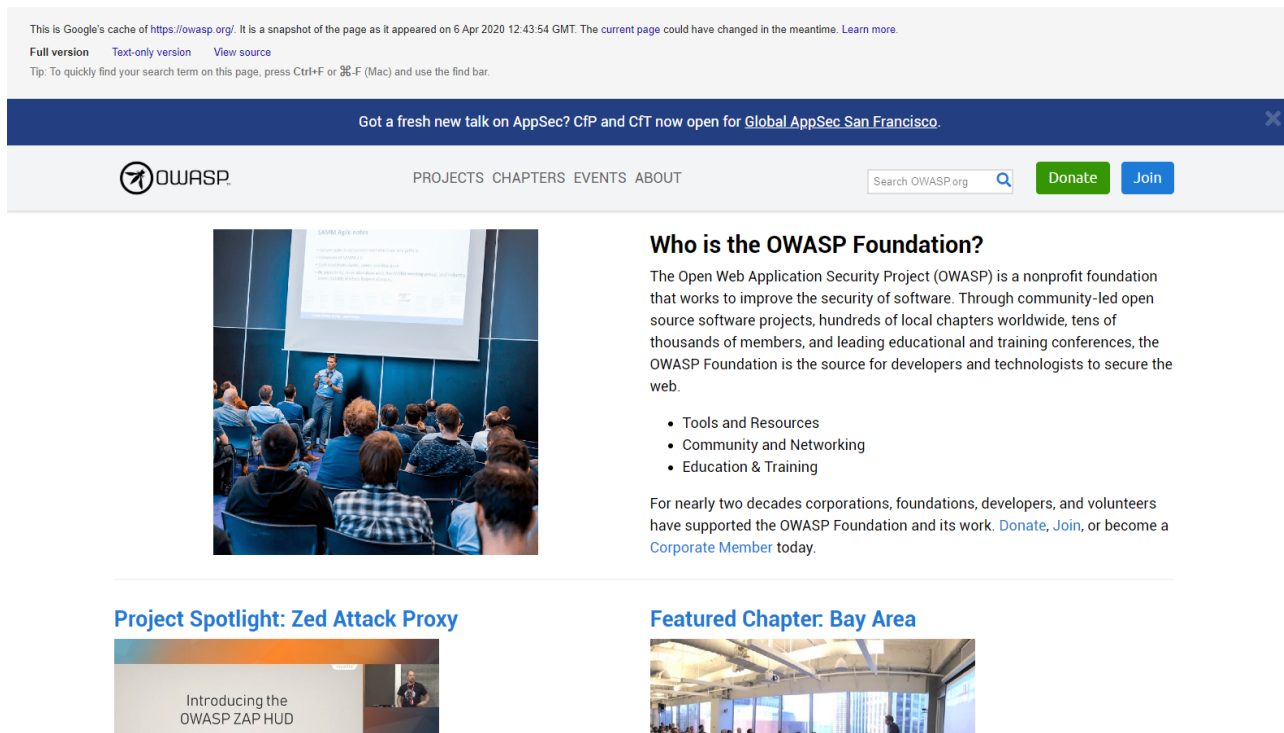 This is Google's cache of https://owasp.org/. It is a snapshot of the page as it appeared on 6 Apr 2020 12:43:54 GMT. The current page could have changed in the meantime. Learn more.
Full version Text-only version View source
Tip: To quickly find your search term on this page, press Ctrl+F or ⌘-F (Mac) and use the find bar.
Got a fresh new talk on AppSec? CfP and CfT now open for Global AppSec San Francisco.
OWASP PROJECTS CHAPTERS EVENTS ABOUT Search OWASP.org Donate Join
SAMM Agile notes
Who is the OWASP Foundation?
The Open Web Application Security Project (OWASP) is a nonprofit foundation
that works to improve the security of software. Through community-led open
source software projects, hundreds of local chapters worldwide, tens of
thousands of members, and leading educational and training conferences, the
OWASP Foundation is the source for developers and technologists to secure the
web.
• Tools and Resources
• Community and Networking
• Education & Training
For nearly two decades corporations, foundations, developers, and volunteers
have supported the OWASP Foundation and its work. Donate, Join, or become a
Corporate Member today.
Project Spotlight: Zed Attack Proxy
Introducing the
OWASP ZAP HUD
Featured Chapter: Bay Area